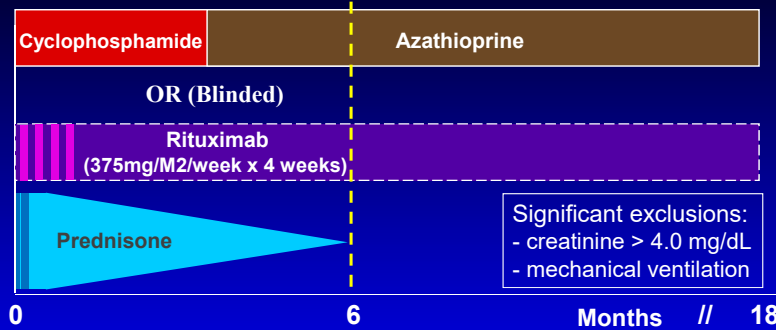 Cyclophosphamide Azathioprine
OR (Blinded)
Rituximab
(375mg/M2/week x 4 weeks)
Prednisone
Significant exclusions:
- creatinine > 4.0 mg/dL
- mechanical ventilation
0 6 Months // 18